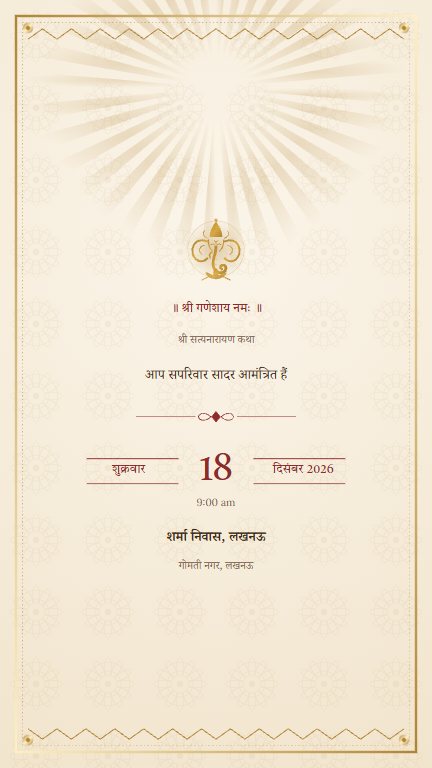 ॥ श्री गणेशाय नमः ॥
श्री सत्यनारायण कथा
आप सपरिवार सादर आमंत्रित हैं
शुक्रवार 18 दिसंबर 2026
9:00 am
शर्मा निवास, लखनऊ
गोमती नगर, लखनऊ